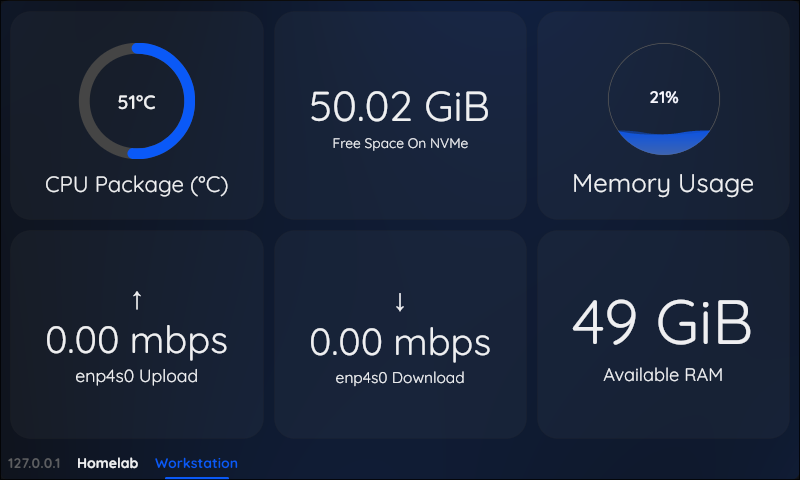 51°C
CPU Package (°C)
50.02 GiB
Free Space On NVMe
21%
Memory Usage
↑
0.00 mbps
enp4s0 Upload
↓
0.00 mbps
enp4s0 Download
49 GiB
Available RAM
127.0.0.1 Homelab Workstation